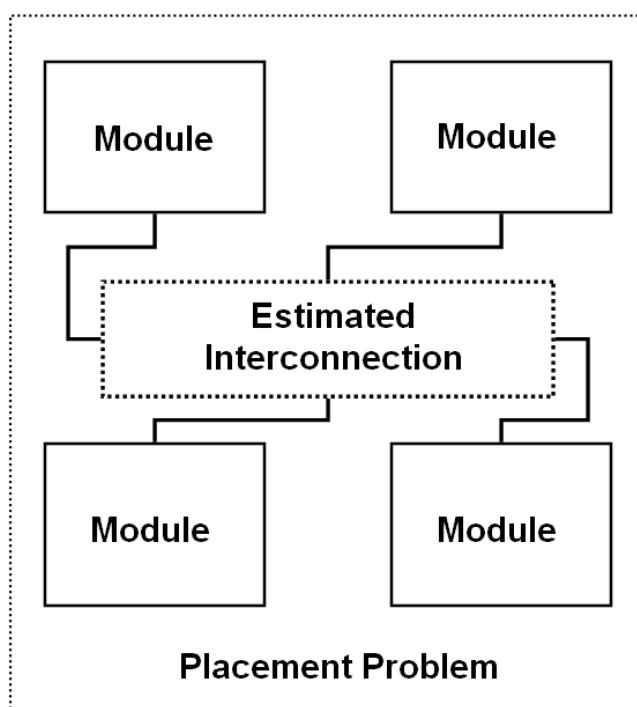 Module
Module
Estimated
Interconnection
Module
Module
Placement Problem